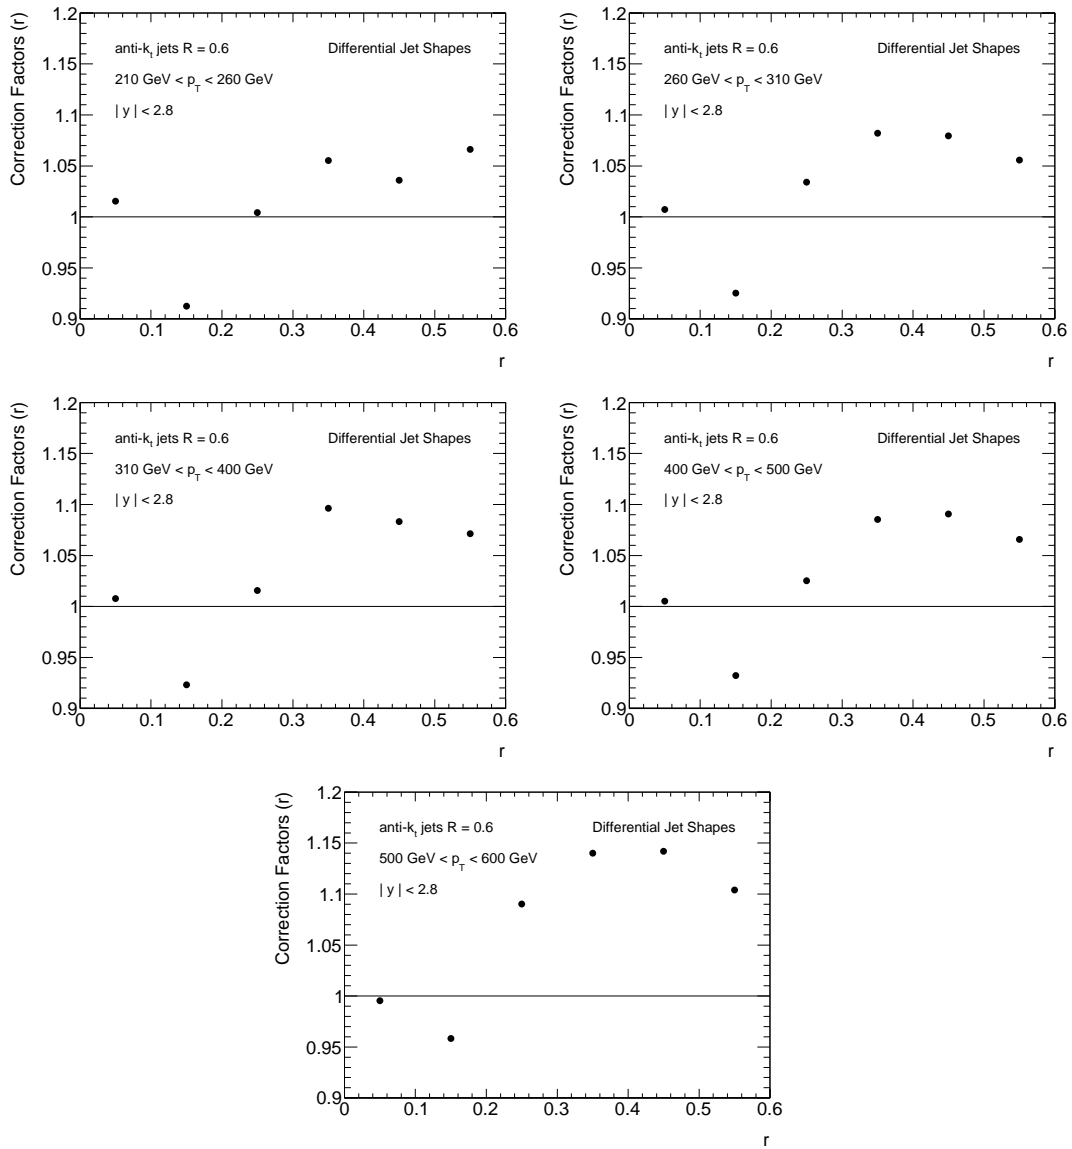 Correction Factors (r)
1.2
1.15
1.1
1.05
1
0.95
0.9
anti-kt jets R = 0.6 Differential Jet Shapes
210 GeV < pT < 260 GeV
| y | < 2.8
0 0.1 0.2 0.3 0.4 0.5 0.6
r
Correction Factors (r)
1.2
1.15
1.1
1.05
1
0.95
0.9
anti-kt jets R = 0.6 Differential Jet Shapes
260 GeV < pT < 310 GeV
| y | < 2.8
0 0.1 0.2 0.3 0.4 0.5 0.6
r
Correction Factors (r)
1.2
1.15
1.1
1.05
1
0.95
0.9
anti-kt jets R = 0.6 Differential Jet Shapes
310 GeV < pT < 400 GeV
| y | < 2.8
0 0.1 0.2 0.3 0.4 0.5 0.6
r
Correction Factors (r)
1.2
1.15
1.1
1.05
1
0.95
0.9
anti-kt jets R = 0.6 Differential Jet Shapes
400 GeV < pT < 500 GeV
| y | < 2.8
0 0.1 0.2 0.3 0.4 0.5 0.6
r
Correction Factors (r)
1.2
1.15
1.1
1.05
1
0.95
0.9
anti-kt jets R = 0.6 Differential Jet Shapes
500 GeV < pT < 600 GeV
| y | < 2.8
0 0.1 0.2 0.3 0.4 0.5 0.6
r